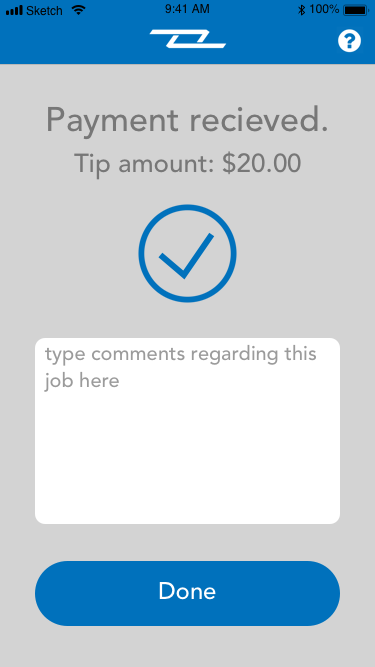 Sketch 9:41 AM 100%
?
Payment recieved.
Tip amount: $20.00
type comments regarding this
job here
Done